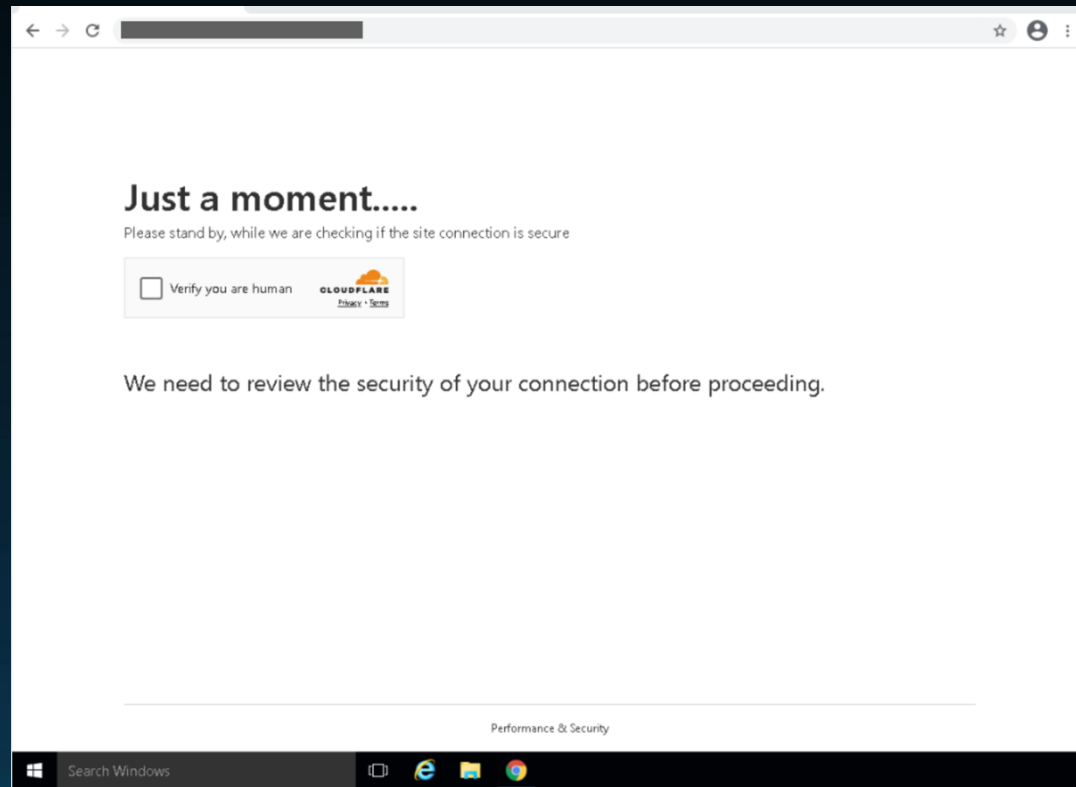 Just a moment.....
Please stand by, while we are checking if the site connection is secure
Verify you are human
CLOUDFLARE
Privacy • Terms
We need to review the security of your connection before proceeding.
Performance & Security
Search Windows